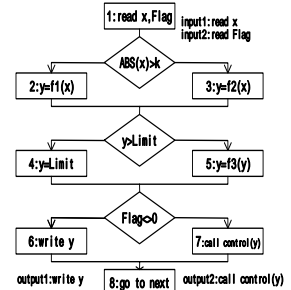 1:read x,Flag
input1:read x
input2:read Flag
ABS(x)>k
2:y=f1(x)
3:y=f2(x)
y>Limit
4:y=Limit
5:y=f3(y)
Flag<>0
6:write y
7:call control(y)
output1:write y
8:go to next
output2:call control(y)